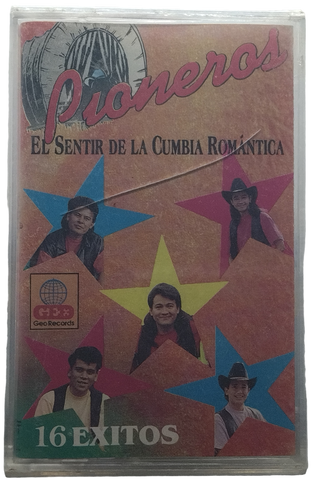 Pioneros
EL SENTIR DE LA CUMBIA ROMÁNTICA
Geo Records
16 EXITOS